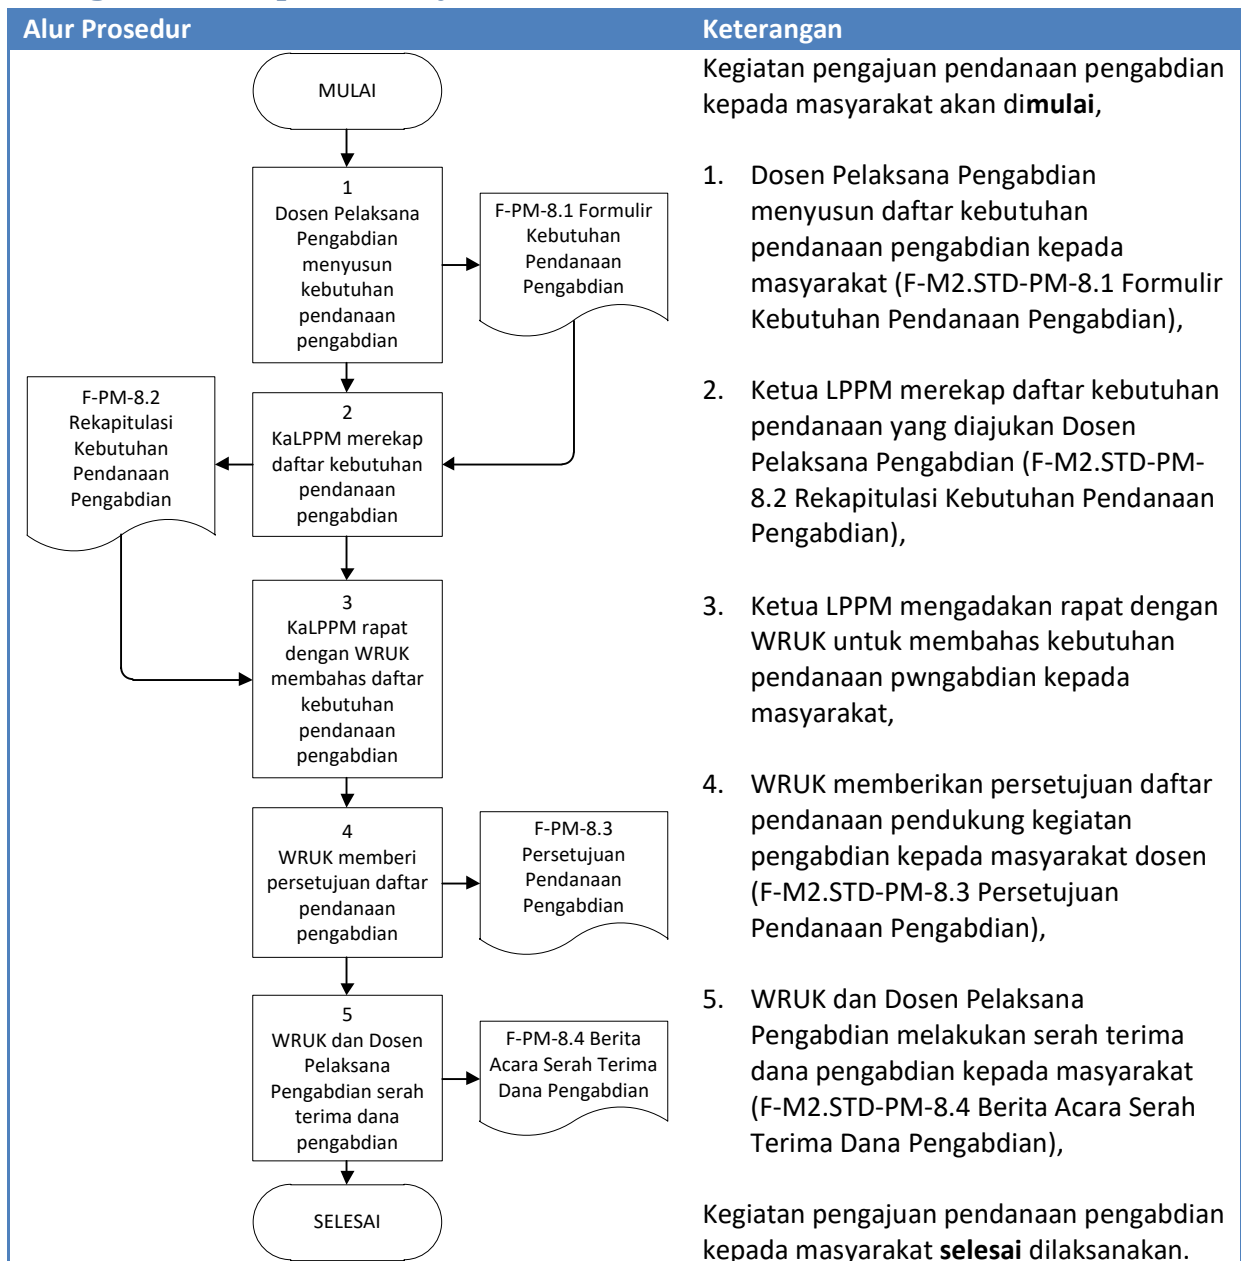 Alur Prosedur
Keterangan
MULAI
1
Dosen Pelaksana
Pengabdian
menyusun
kebutuhan
pendanaan
pengabdian
F-PM-8.1 Formulir
Kebutuhan
Pendanaan
Pengabdian
F-PM-8.2
Rekapitulasi
Kebutuhan
Pendanaan
Pengabdian
2
KaLPPM merekap
daftar kebutuhan
pendanaan
pengabdian
3
KaLPPM rapat
dengan WRUK
membahas daftar
kebutuhan
pendanaan
pengabdian
4
WRUK memberi
persetujuan daftar
pendanaan
pengabdian
F-PM-8.3
Persetujuan
Pendanaan
Pengabdian
5
WRUK dan Dosen
Pelaksana
Pengabdian serah
terima dana
pengabdian
F-PM-8.4 Berita
Acara Serah Terima
Dana Pengabdian
SELESAI
Kegiatan pengajuan pendanaan pengabdian
kepada masyarakat akan dimulai,
1. Dosen Pelaksana Pengabdian
menyusun daftar kebutuhan
pendanaan pengabdian kepada
masyarakat (F-M2.STD-PM-8.1 Formulir
Kebutuhan Pendanaan Pengabdian),
2. Ketua LPPM merekap daftar kebutuhan
pendanaan yang diajukan Dosen
Pelaksana Pengabdian (F-M2.STD-PM-
8.2 Rekapitulasi Kebutuhan Pendanaan
Pengabdian),
3. Ketua LPPM mengadakan rapat dengan
WRUK untuk membahas kebutuhan
pendanaan pwngabdian kepada
masyarakat,
4. WRUK memberikan persetujuan daftar
pendanaan pendukung kegiatan
pengabdian kepada masyarakat dosen
(F-M2.STD-PM-8.3 Persetujuan
Pendanaan Pengabdian),
5. WRUK dan Dosen Pelaksana
Pengabdian melakukan serah terima
dana pengabdian kepada masyarakat
(F-M2.STD-PM-8.4 Berita Acara Serah
Terima Dana Pengabdian),
Kegiatan pengajuan pendanaan pengabdian
kepada masyarakat selesai dilaksanakan.